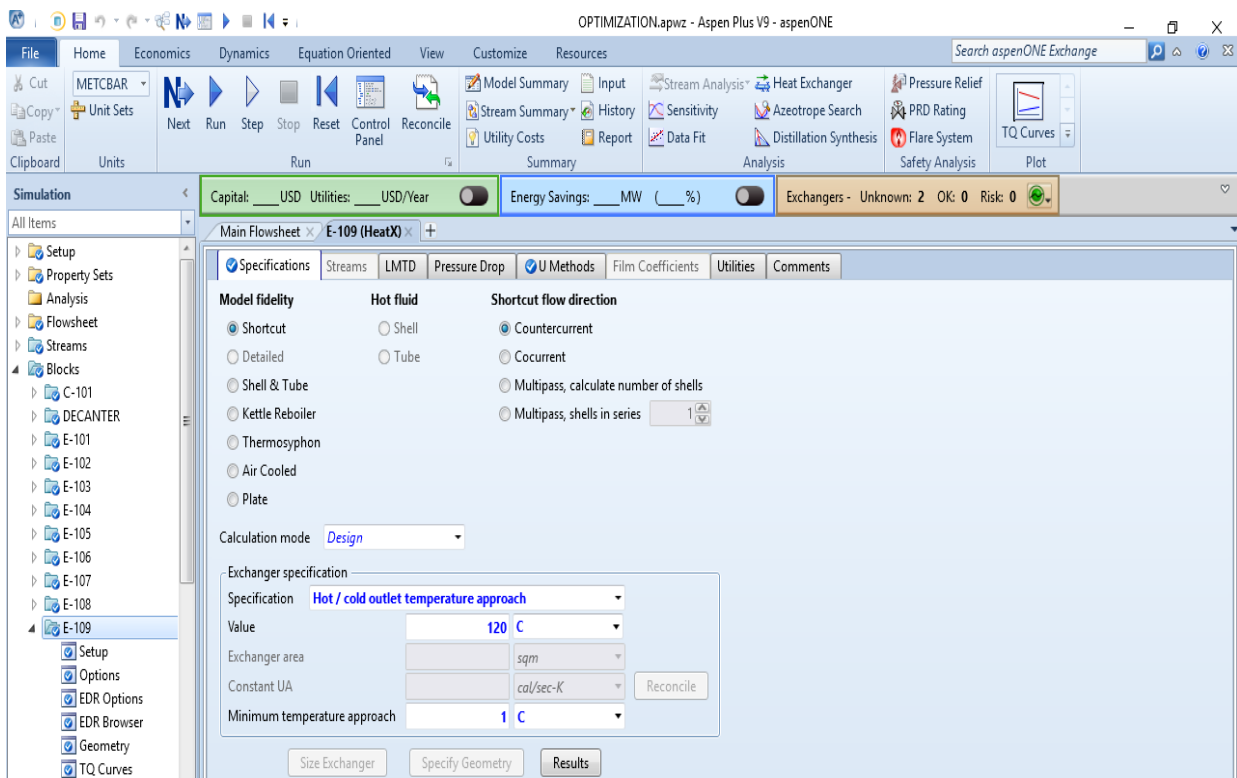 OPTIMIZATION.apwz - Aspen Plus V9 - aspenONE
File Home Economics Dynamics Equation Oriented View Customize Resources Search aspenONE Exchange
Cut METCBAR Model Summary Input Stream Analysis Heat Exchanger Pressure Relief
Copy Unit Sets Next Run Step Stop Reset Control Panel Reconcile Stream Summary History Sensitivity Azeotrope Search PRD Rating TQ Curves
Paste Utility Costs Report Data Fit Distillation Synthesis Flare System
Clipboard Units Run Summary Analysis Safety Analysis Plot
Simulation Capital: ____USD Utilities: ____USD/Year Energy Savings: ____MW (____%) Exchangers - Unknown: 2 OK: 0 Risk: 0
All Items Main Flowsheet E-109 (HeatX)
Setup
Property Sets
Analysis
Flowsheet
Streams
Blocks
C-101
DECANTER
E-101
E-102
E-103
E-104
E-105
E-106
E-107
E-108
E-109
Setup
Options
EDR Options
EDR Browser
Geometry
TQ Curves
Specifications Streams LMTD Pressure Drop U Methods Film Coefficients Utilities Comments
Model fidelity Hot fluid Shortcut flow direction
Shortcut Shell Countercurrent
Detailed Tube Cocurrent
Shell & Tube Multipass, calculate number of shells
Kettle Reboiler Multipass, shells in series 1
Thermosyphon
Air Cooled
Plate
Calculation mode Design
Exchanger specification
Specification Hot / cold outlet temperature approach
Value 120 C
Exchanger area sqm
Constant UA cal/sec-K Reconcile
Minimum temperature approach 1 C
Size Exchanger Specify Geometry Results